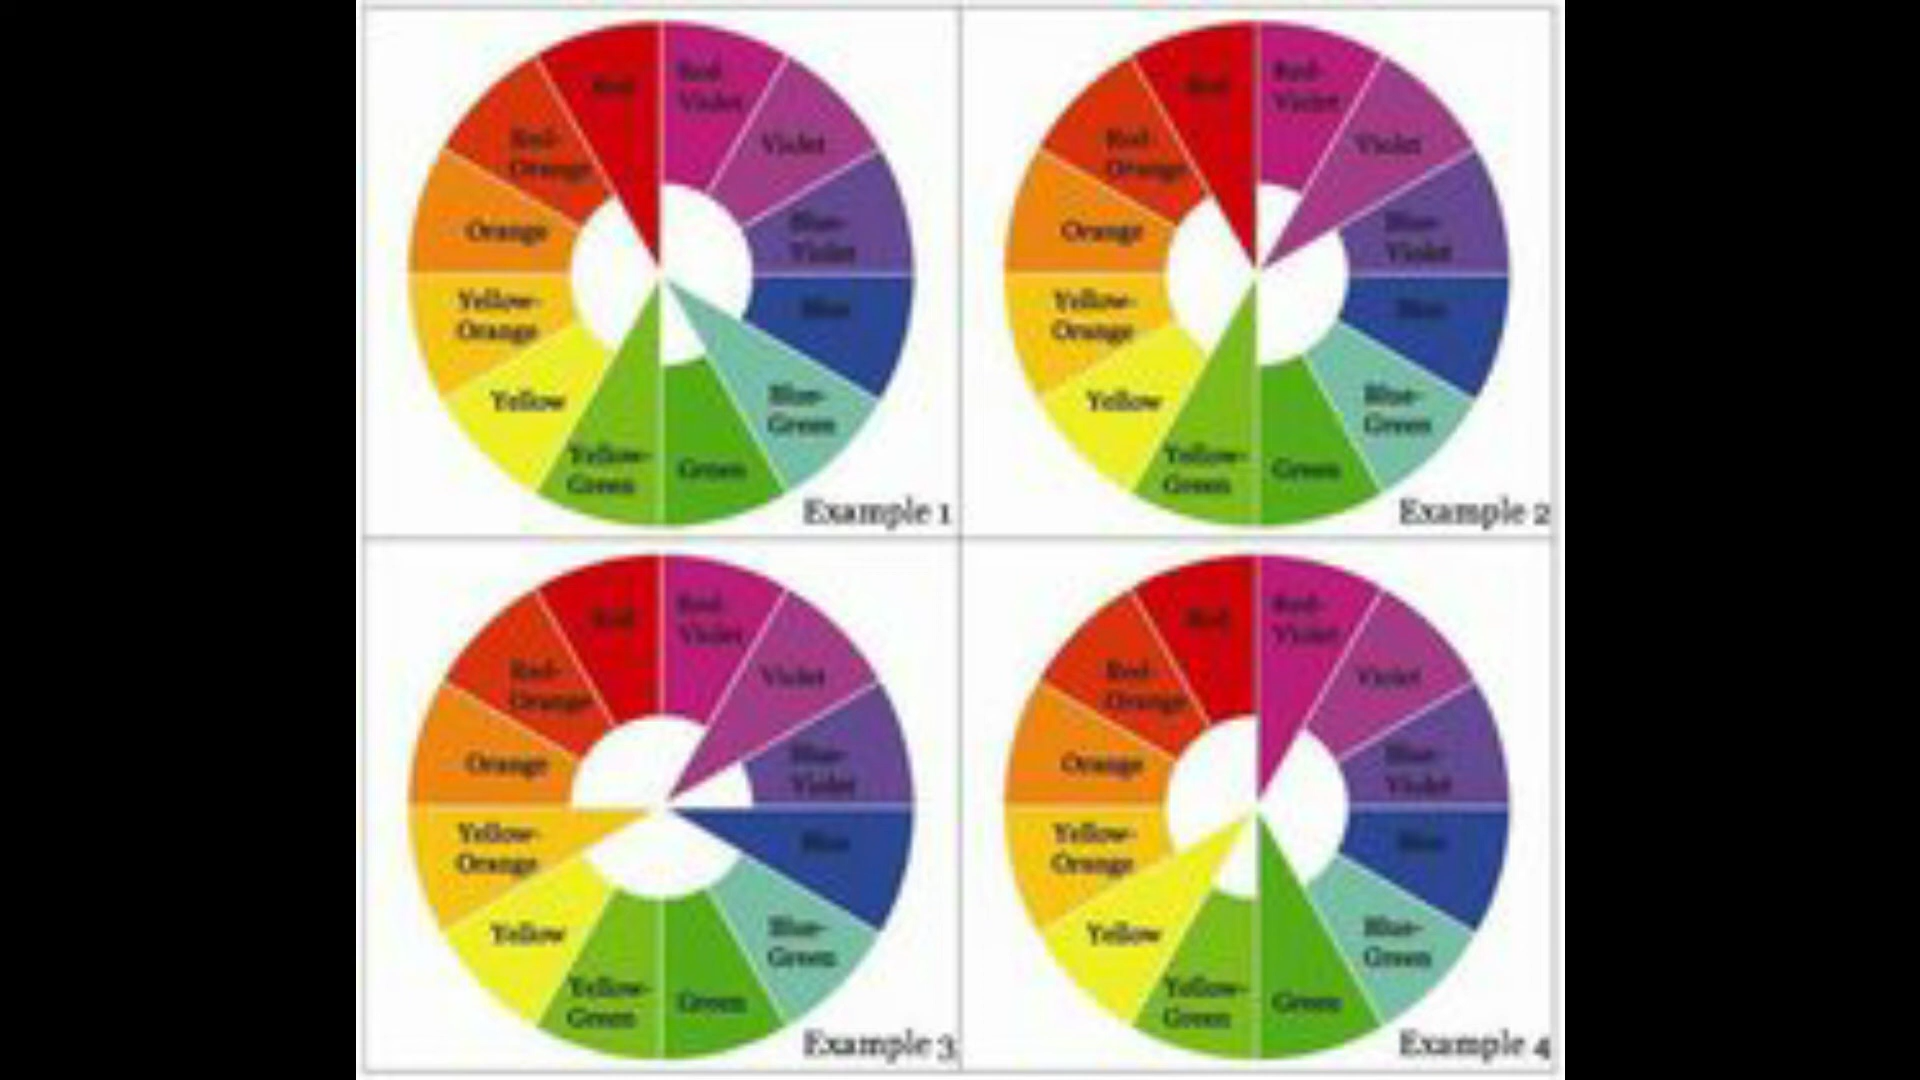 Red
Red-
Violet
Violet
Blue-
Violet
Blue
Blue-
Green
Green
Yellow-
Green
Yellow
Yellow-
Orange
Orange
Red-
Orange
Example 1
Red
Red-
Violet
Violet
Blue-
Violet
Blue
Blue-
Green
Green
Yellow-
Green
Yellow
Yellow-
Orange
Orange
Red-
Orange
Example 2
Red
Red-
Violet
Violet
Blue-
Violet
Blue
Blue-
Green
Green
Yellow-
Green
Yellow
Yellow-
Orange
Orange
Red-
Orange
Example 3
Red
Red-
Violet
Violet
Blue-
Violet
Blue
Blue-
Green
Green
Yellow-
Green
Yellow
Yellow-
Orange
Orange
Red-
Orange
Example 4